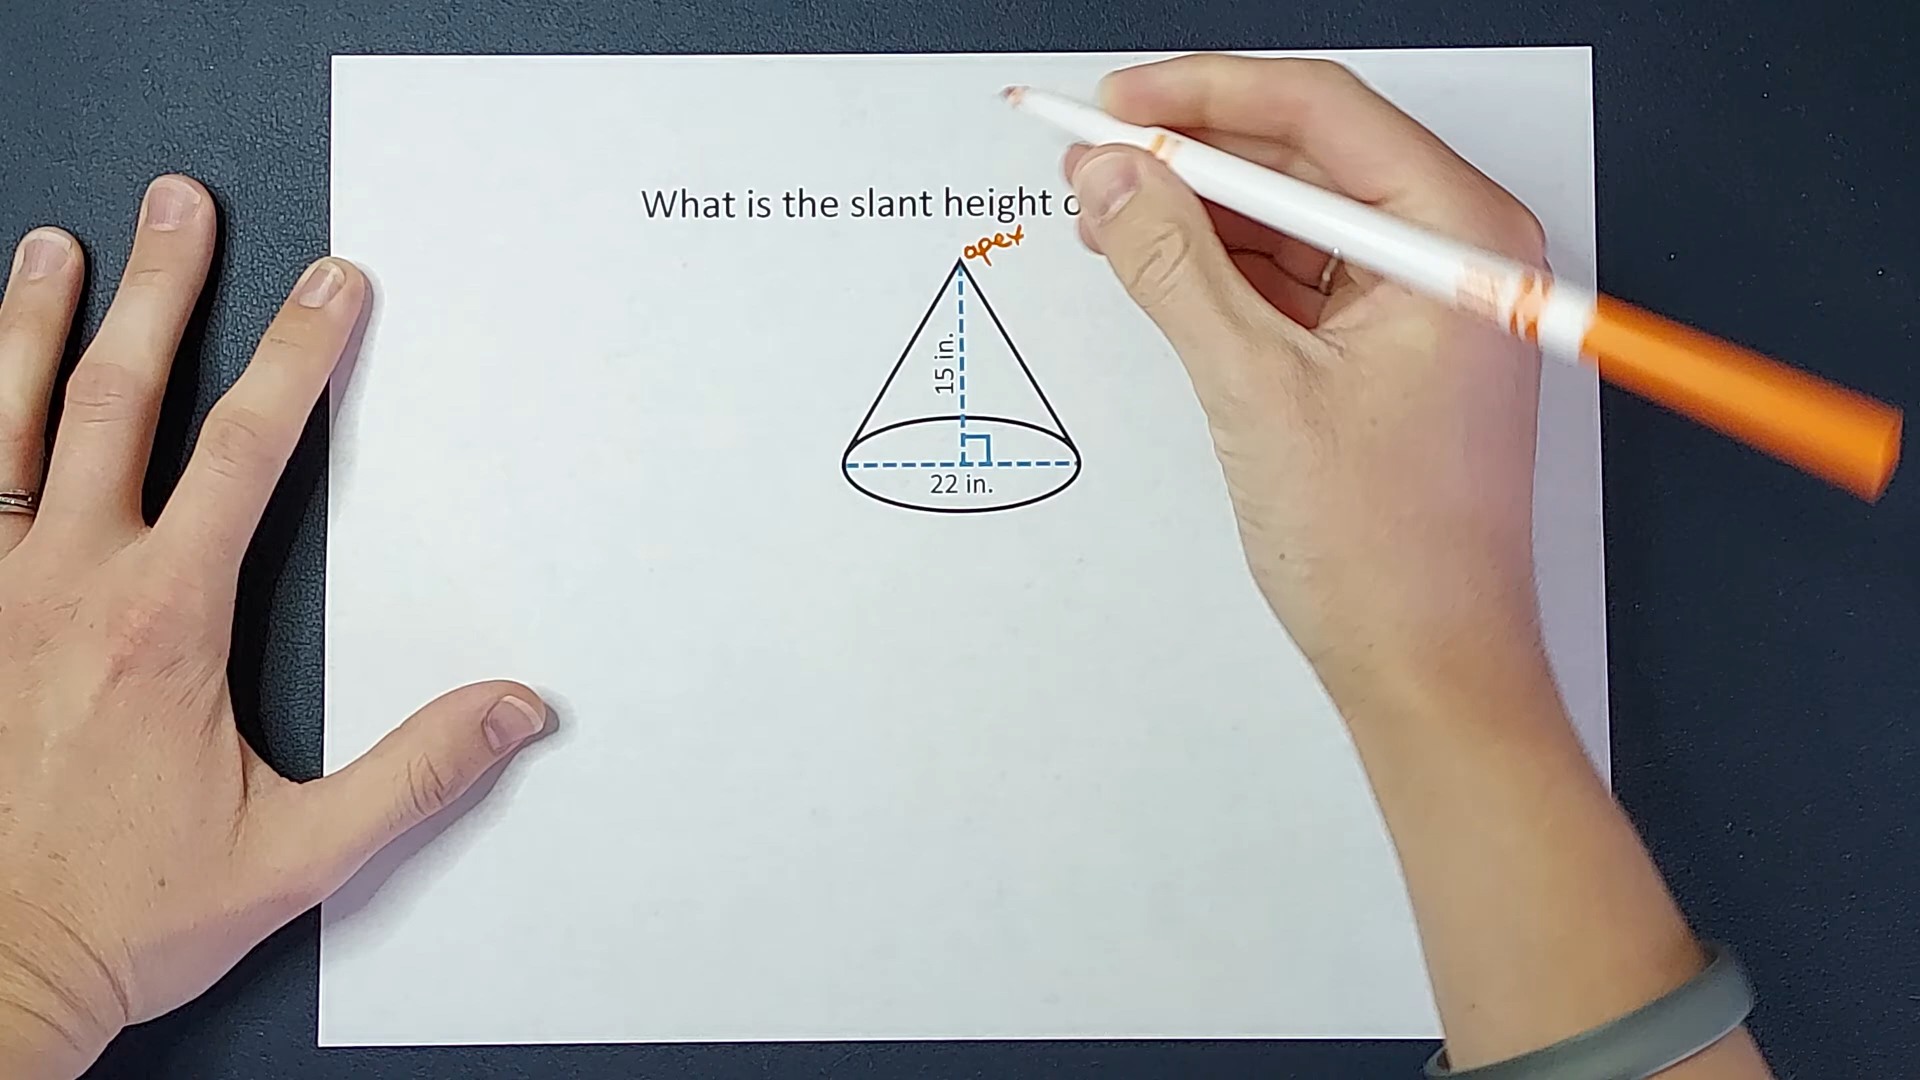 What is the slant height
apex
15 in.
22 in.